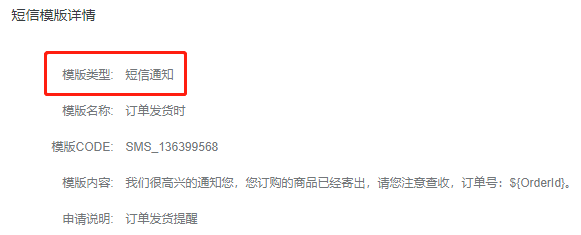 短信模版详情
模版类型: 短信通知
模版名称: 订单发货时
模版CODE: SMS_136399568
模版内容: 我们很高兴的通知您，您订购的商品已经寄出，请您注意查收，订单号：${OrderId}。
申请说明: 订单发货提醒